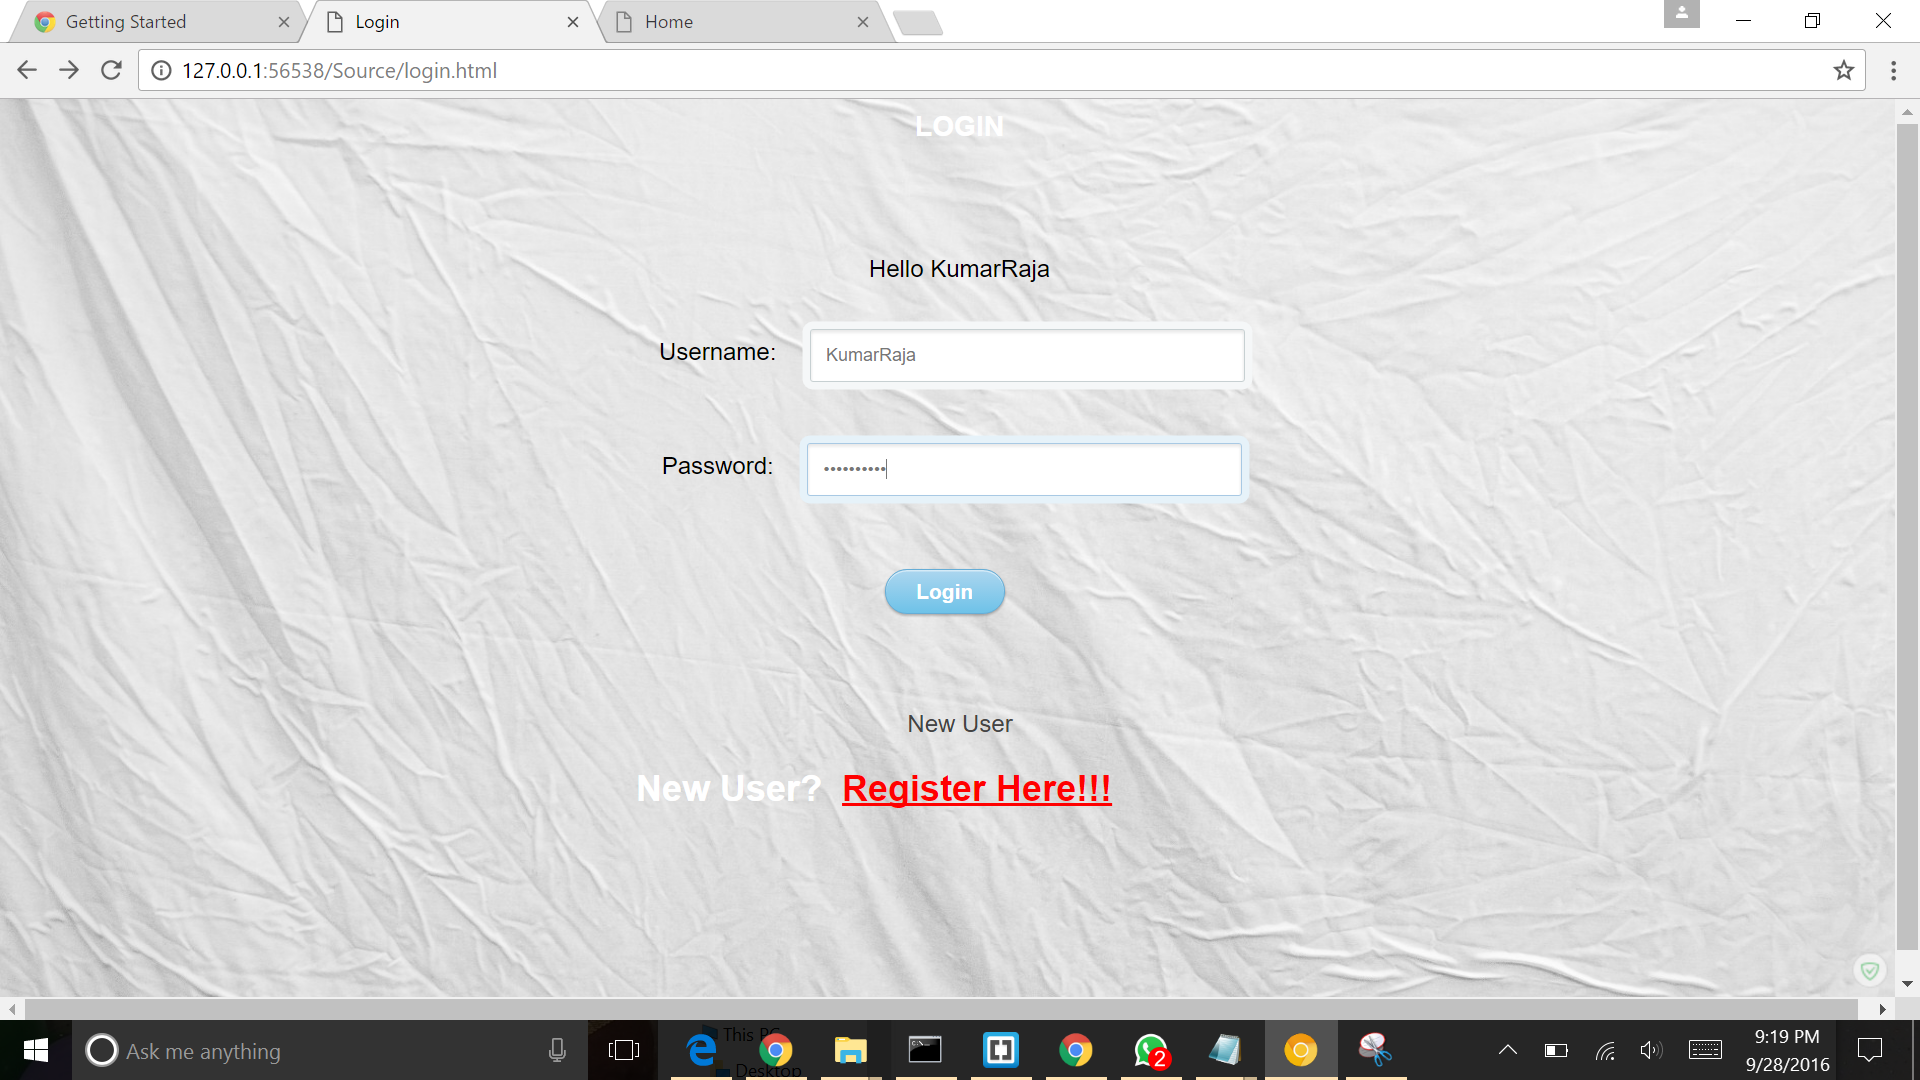 Getting Started
Login
Home
127.0.0.1:56538/Source/login.html
LOGIN
Hello KumarRaja
Username:
KumarRaja
Password:
••••••••••
Login
New User
New User? Register Here!!!
Ask me anything
This PC
Desktop
2
9:19 PM
9/28/2016